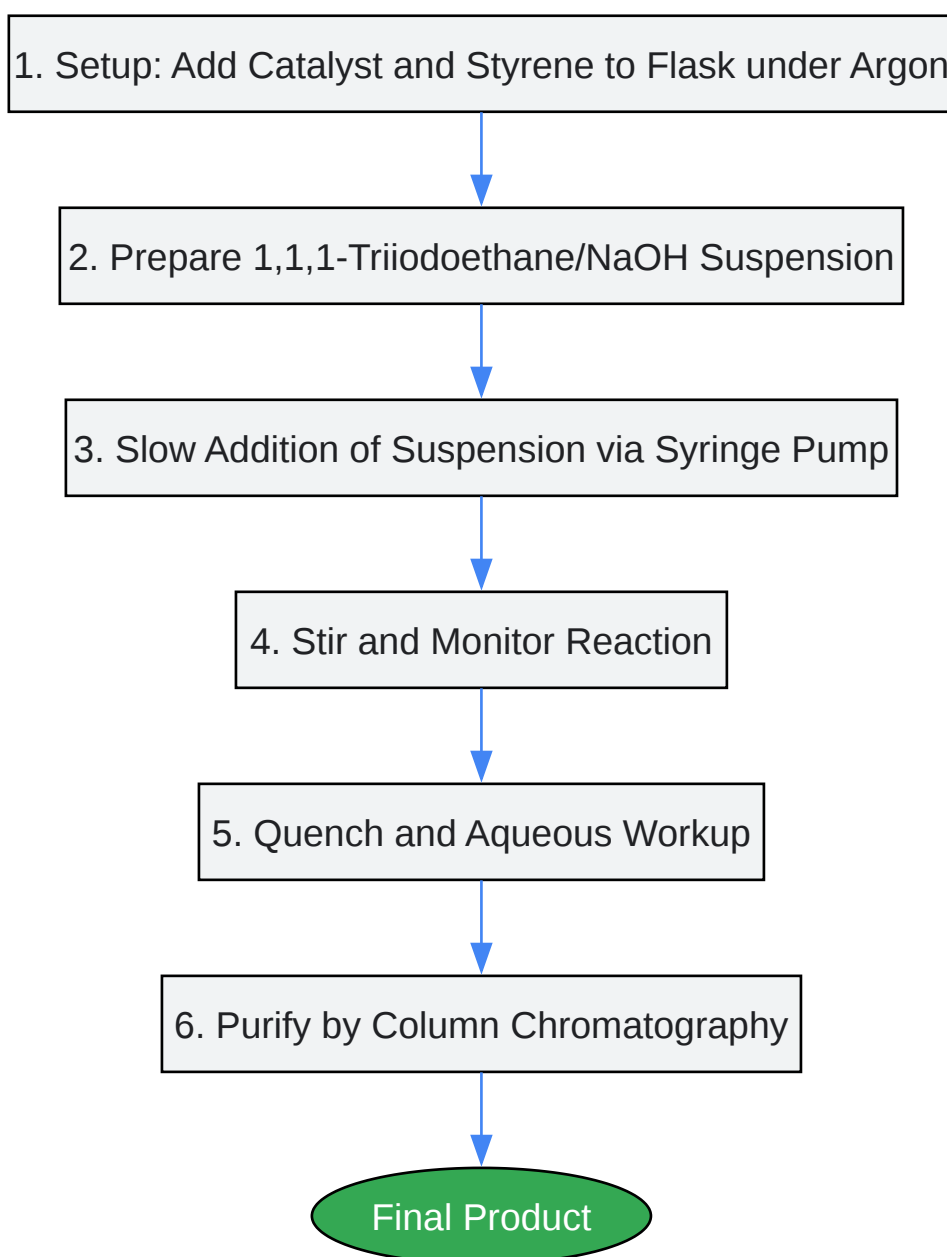 1. Setup: Add Catalyst and Styrene to Flask under Argon
2. Prepare 1,1,1-Triiodoethane/NaOH Suspension
3. Slow Addition of Suspension via Syringe Pump
4. Stir and Monitor Reaction
5. Quench and Aqueous Workup
6. Purify by Column Chromatography
Final Product